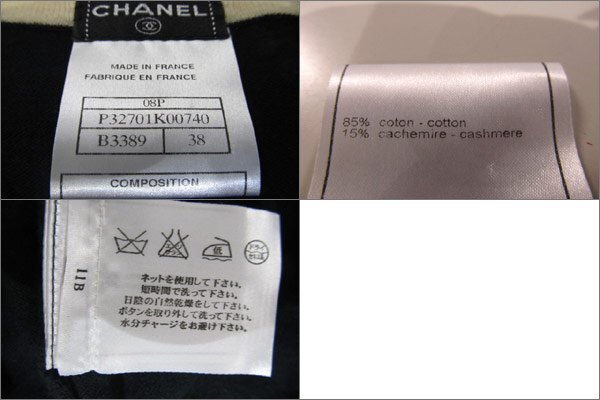 CHANEL
MADE IN FRANCE
FABRIQUE EN FRANCE
08P
P32701K00740
B3389 38
COMPOSITION
85% coton - cotton
15% cachemire - cashmere
11B
低
ドライ
ネットを使用して下さい。
短時間で洗って下さい。
日陰の自然乾燥をして下さい。
ボタンを取り外して洗って下さい。
水分チャージをお避け下さい。